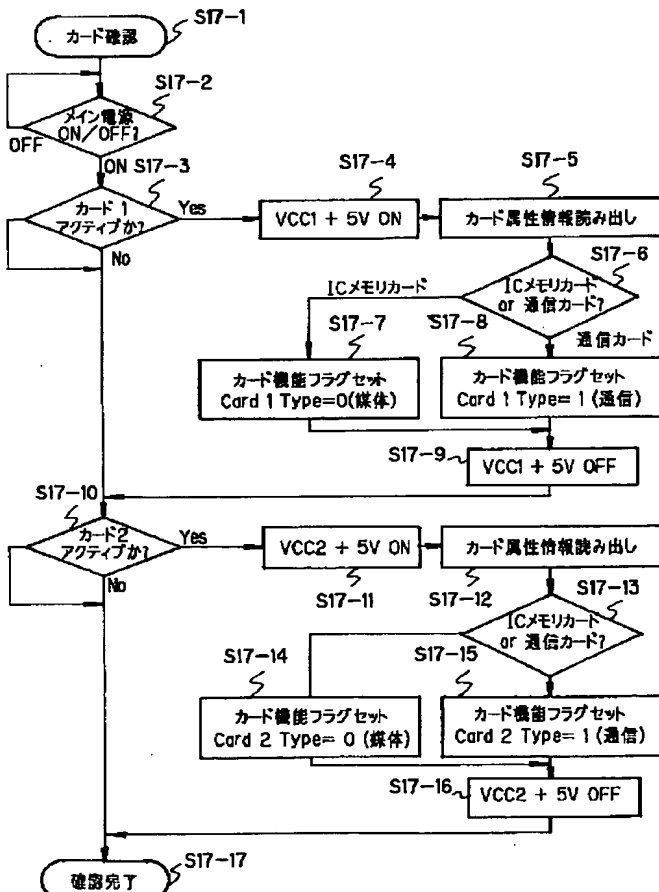 S17-1
カード確認
S17-2
メイン電源
ON/OFF?
OFF
ON
S17-3
カード 1
アクティブか?
Yes
No
S17-4
VCC1 + 5V ON
S17-5
カード属性情報読み出し
S17-6
ICメモリカード
or 通信カード?
ICメモリカード
通信カード
S17-7
カード機能フラグセット
Card 1 Type=0(媒体)
S17-8
カード機能フラグセット
Card 1 Type= 1 (通信)
S17-9
VCC1 + 5V OFF
S17-10
カード2
アクティブか?
Yes
No
VCC2 + 5V ON
S17-11
カード属性情報読み出し
S17-12
S17-13
ICメモリカード
or 通信カード?
S17-14
カード機能フラグセット
Card 2 Type= 0 (媒体)
S17-15
カード機能フラグセット
Card 2 Type= 1 (通信)
S17-16
VCC2 + 5V OFF
S17-17
確認完了